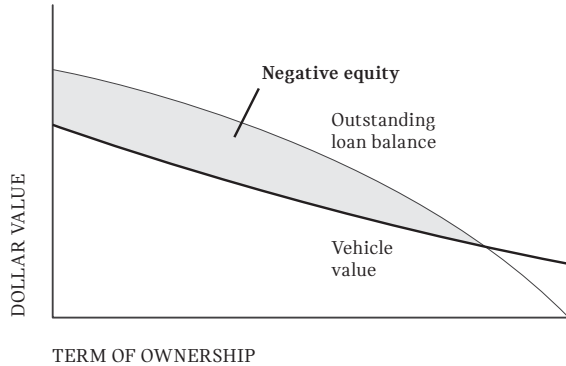 Negative equity
Outstanding
loan balance
Vehicle
value
DOLLAR VALUE
TERM OF OWNERSHIP